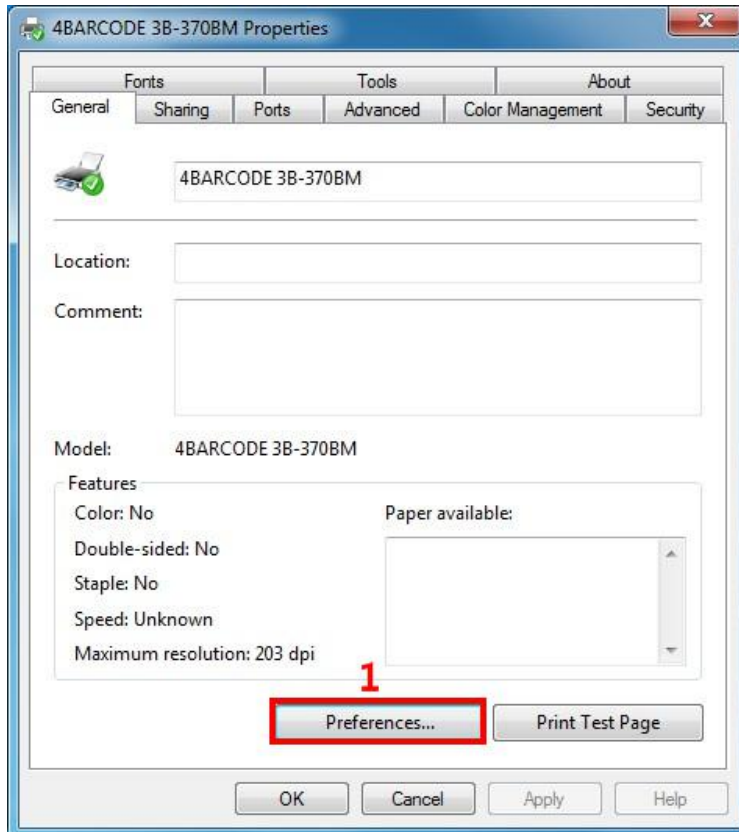 4BARCODE 3B-370BM Properties
Fonts Tools About
General Sharing Ports Advanced Color Management Security
4BARCODE 3B-370BM
Location:
Comment:
Model: 4BARCODE 3B-370BM
Features
Color: No Paper available:
Double-sided: No
Staple: No
Speed: Unknown
Maximum resolution: 203 dpi
1
Preferences... Print Test Page
OK Cancel Apply Help